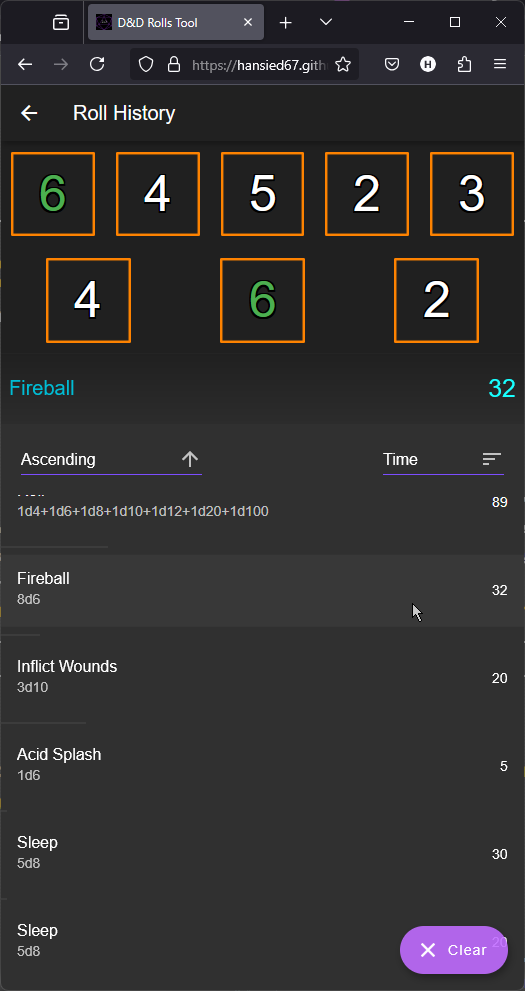 D&D Rolls Tool
https://hansied67.gith
H
Roll History
6 4 5 2 3
4 6 2
Fireball 32
Ascending Time
89
1d4+1d6+1d8+1d10+1d12+1d20+1d100
Fireball
8d6
32
Inflict Wounds
3d10
20
Acid Splash
1d6
5
Sleep
5d8
30
Sleep
5d8
20
Clear